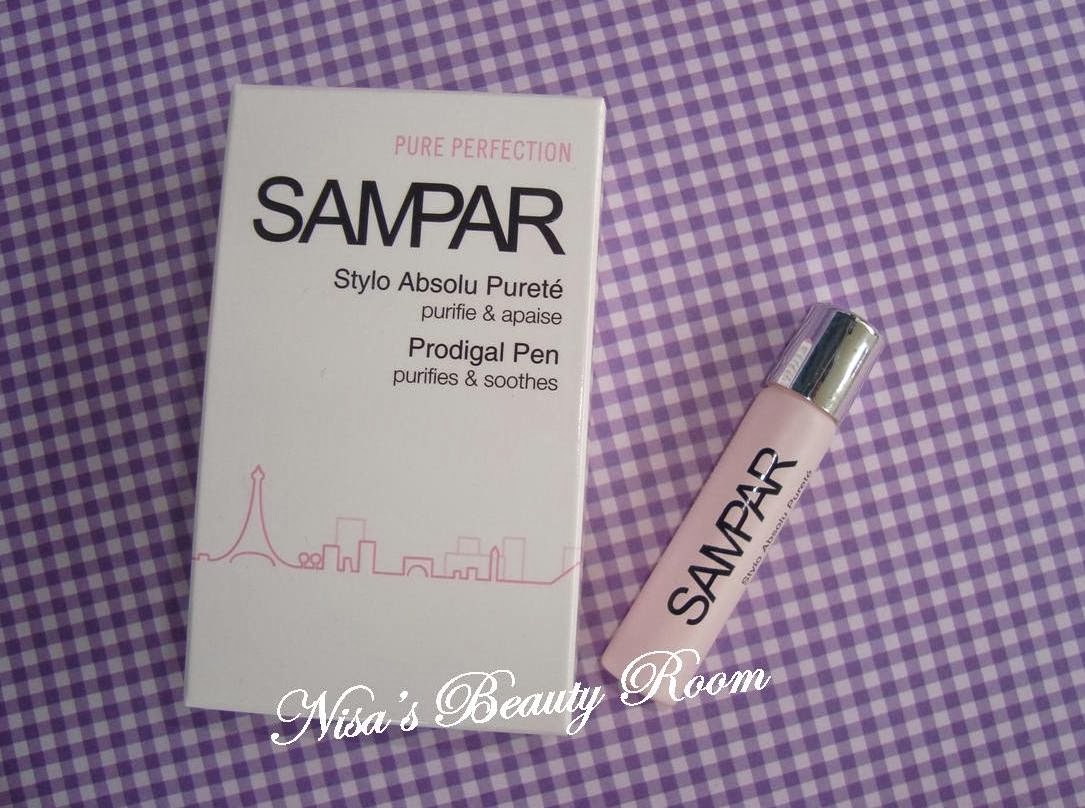 PURE PERFECTION
SAMPAR
Stylo Absolu Pureté
purifie & apaise
Prodigal Pen
purifies & soothes
SAMPAR
Stylo Absolu Pureté
Nisa's Beauty Room